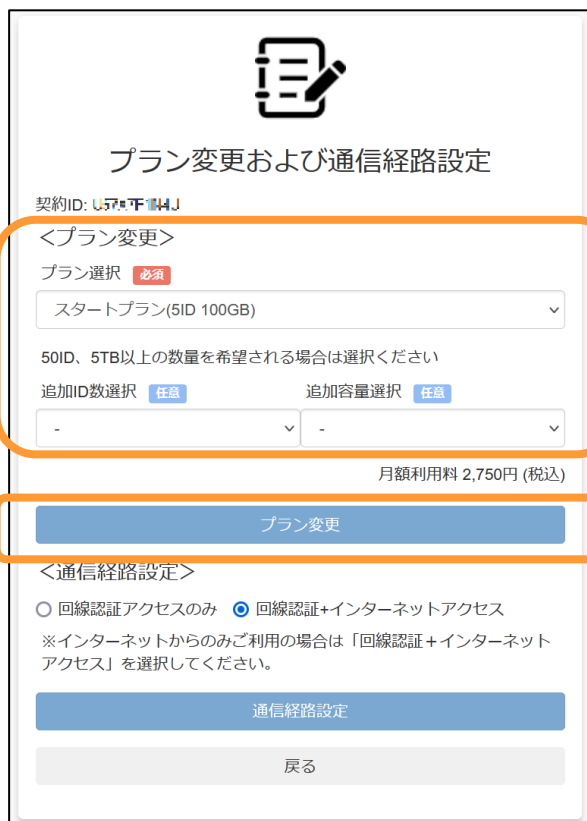 プラン変更および通信経路設定
契約ID:
＜プラン変更＞
プラン選択 必須
スタートプラン(5ID 100GB)
50ID、5TB以上の数量を希望される場合は選択ください
追加ID数選択 任意 追加容量選択 任意
- -
月額利用料 2,750円 (税込)
プラン変更
＜通信経路設定＞
回線認証アクセスのみ 回線認証+インターネットアクセス
※インターネットからのみご利用の場合は「回線認証＋インターネット
アクセス」を選択してください。
通信経路設定
戻る